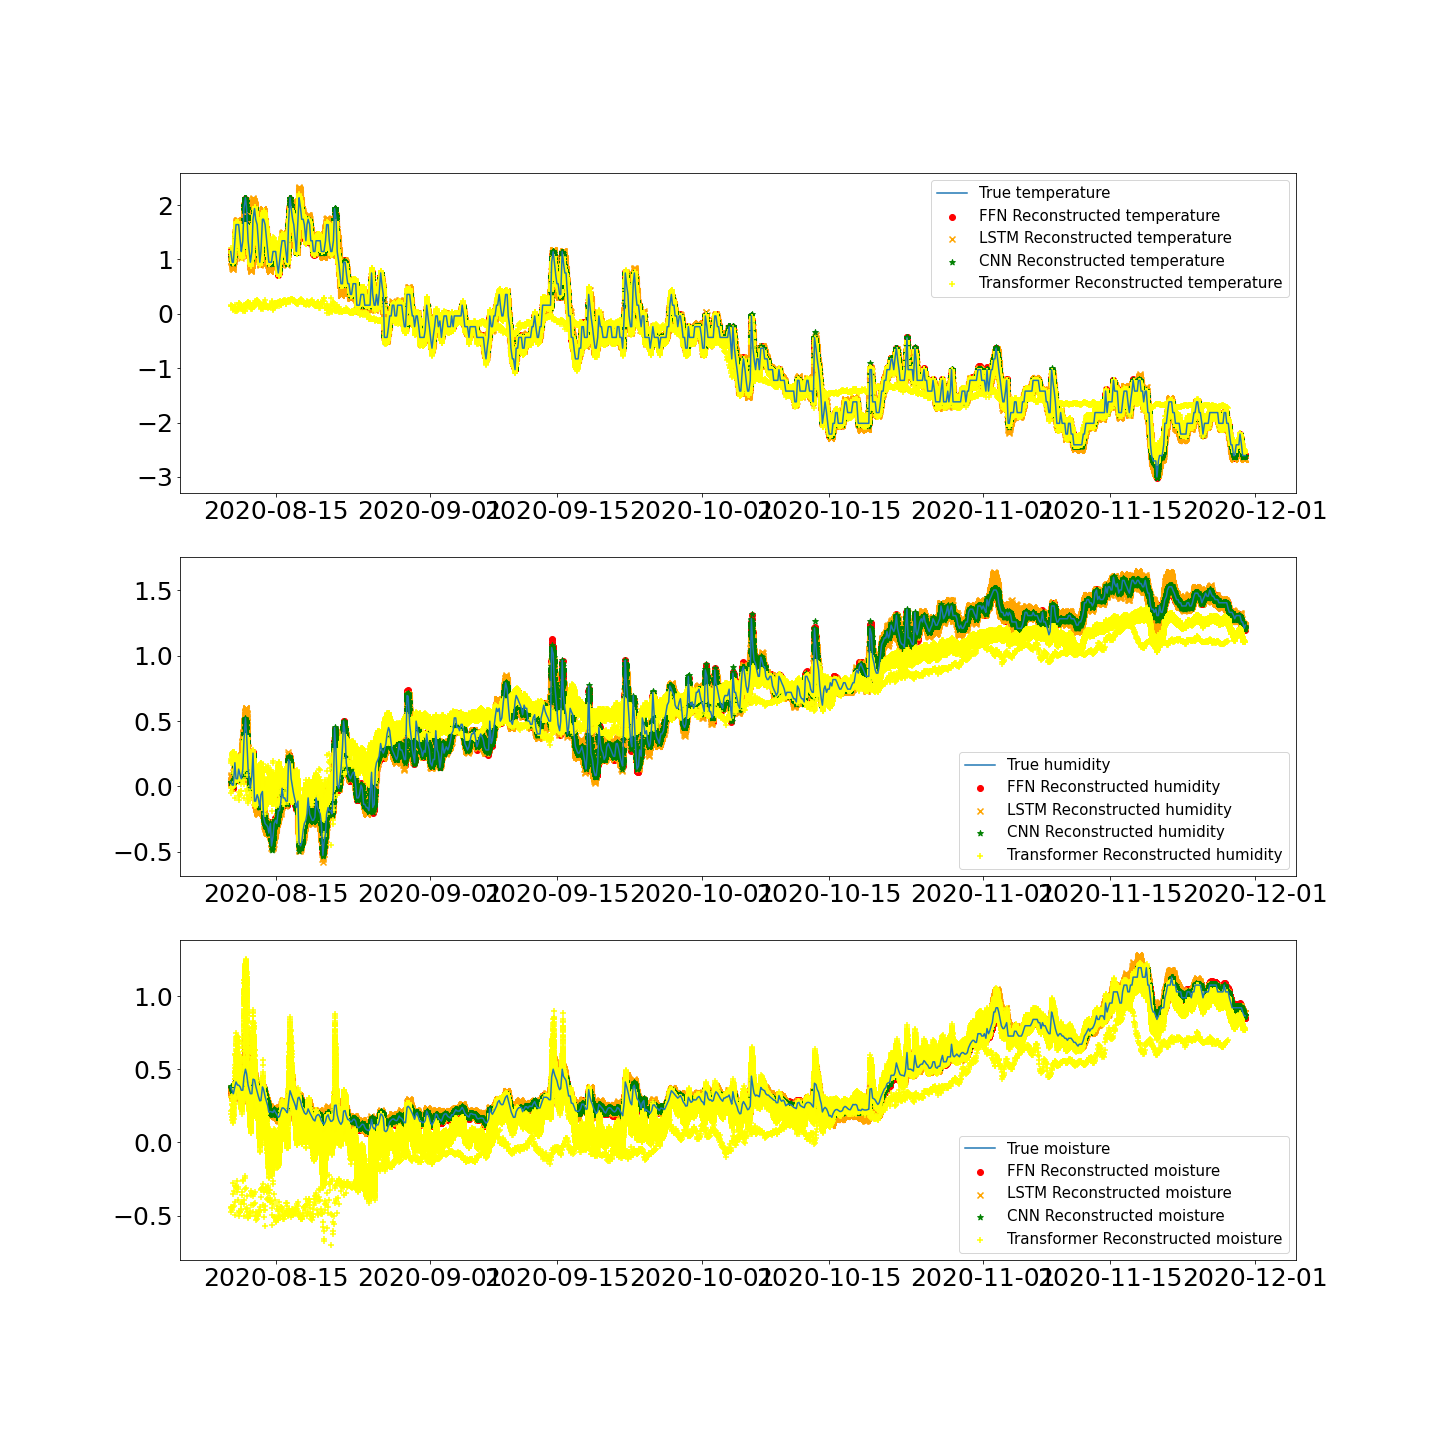 2
1
0
−1
−2
−3
True temperature
FFN Reconstructed temperature
LSTM Reconstructed temperature
CNN Reconstructed temperature
Transformer Reconstructed temperature
2020-08-15 2020-09-01 2020-09-15 2020-10-01 2020-10-15 2020-11-01 2020-11-15 2020-12-01
1.5
1.0
0.5
0.0
−0.5
True humidity
FFN Reconstructed humidity
LSTM Reconstructed humidity
CNN Reconstructed humidity
Transformer Reconstructed humidity
2020-08-15 2020-09-01 2020-09-15 2020-10-01 2020-10-15 2020-11-01 2020-11-15 2020-12-01
1.0
0.5
0.0
−0.5
True moisture
FFN Reconstructed moisture
LSTM Reconstructed moisture
CNN Reconstructed moisture
Transformer Reconstructed moisture
2020-08-15 2020-09-01 2020-09-15 2020-10-01 2020-10-15 2020-11-01 2020-11-15 2020-12-01